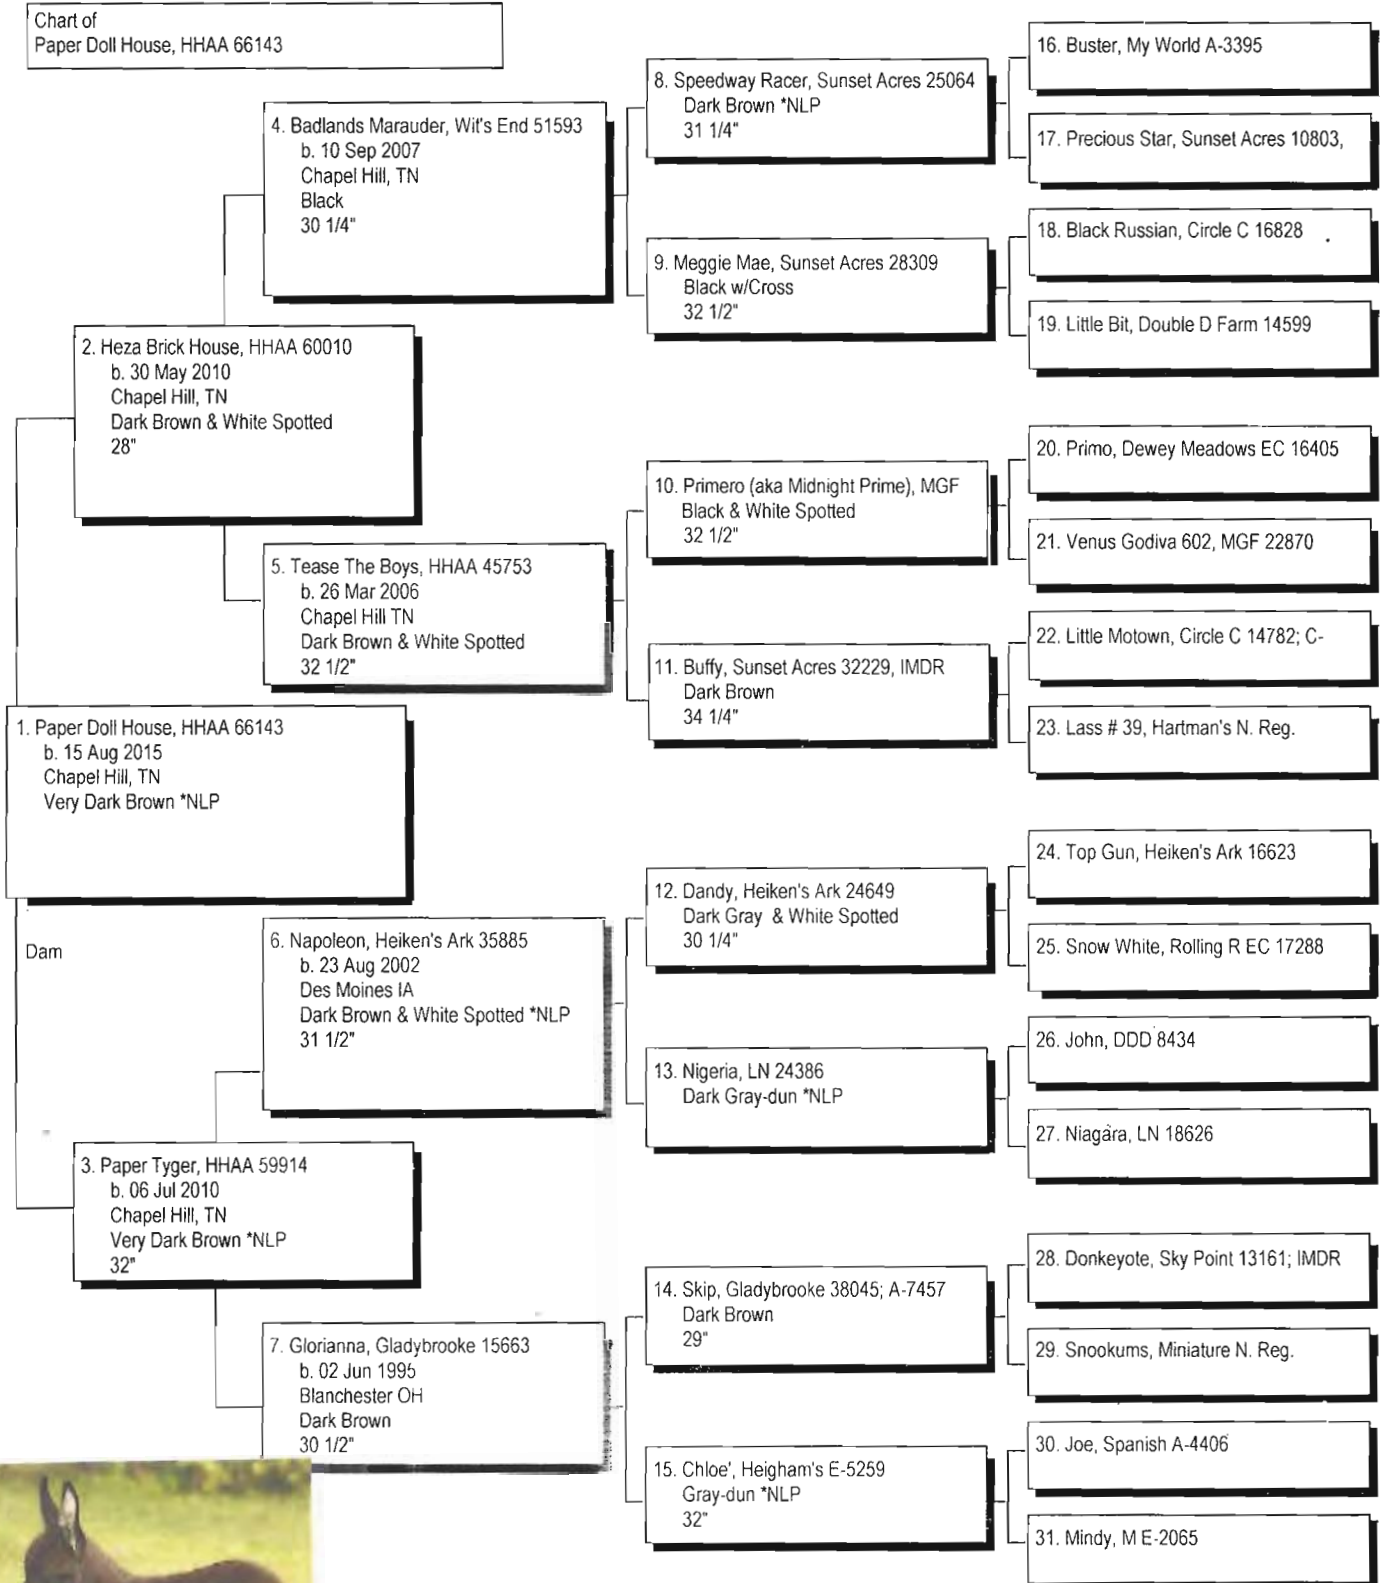 Chart of
Paper Doll House, HHAA 66143
1. Paper Doll House, HHAA 66143
b. 15 Aug 2015
Chapel Hill, TN
Very Dark Brown *NLP
Dam
2. Heza Brick House, HHAA 60010
b. 30 May 2010
Chapel Hill, TN
Dark Brown & White Spotted
28"
3. Paper Tyger, HHAA 59914
b. 06 Jul 2010
Chapel Hill, TN
Very Dark Brown *NLP
32"
4. Badlands Marauder, Wit's End 51593
b. 10 Sep 2007
Chapel Hill, TN
Black
30 1/4"
5. Tease The Boys, HHAA 45753
b. 26 Mar 2006
Chapel Hill TN
Dark Brown & White Spotted
32 1/2"
6. Napoleon, Heiken's Ark 35885
b. 23 Aug 2002
Des Moines IA
Dark Brown & White Spotted *NLP
31 1/2"
7. Glorianna, Gladybrooke 15663
b. 02 Jun 1995
Blanchester OH
Dark Brown
30 1/2"
8. Speedway Racer, Sunset Acres 25064
Dark Brown *NLP
31 1/4"
9. Meggie Mae, Sunset Acres 28309
Black w/Cross
32 1/2"
10. Primero (aka Midnight Prime), MGF
Black & White Spotted
32 1/2"
11. Buffy, Sunset Acres 32229, IMDR
Dark Brown
34 1/4"
12. Dandy, Heiken's Ark 24649
Dark Gray & White Spotted
30 1/4"
13. Nigeria, LN 24386
Dark Gray-dun *NLP
14. Skip, Gladybrooke 38045; A-7457
Dark Brown
29"
15. Chloe', Heigham's E-5259
Gray-dun *NLP
32"
16. Buster, My World A-3395
17. Precious Star, Sunset Acres 10803,
18. Black Russian, Circle C 16828
19. Little Bit, Double D Farm 14599
20. Primo, Dewey Meadows EC 16405
21. Venus Godiva 602, MGF 22870
22. Little Motown, Circle C 14782; C-
23. Lass # 39, Hartman's N. Reg.
24. Top Gun, Heiken's Ark 16623
25. Snow White, Rolling R EC 17288
26. John, DDD 8434
27. Niagara, LN 18626
28. Donkeyote, Sky Point 13161; IMDR
29. Snookums, Miniature N. Reg.
30. Joe, Spanish A-4406
31. Mindy, M E-2065